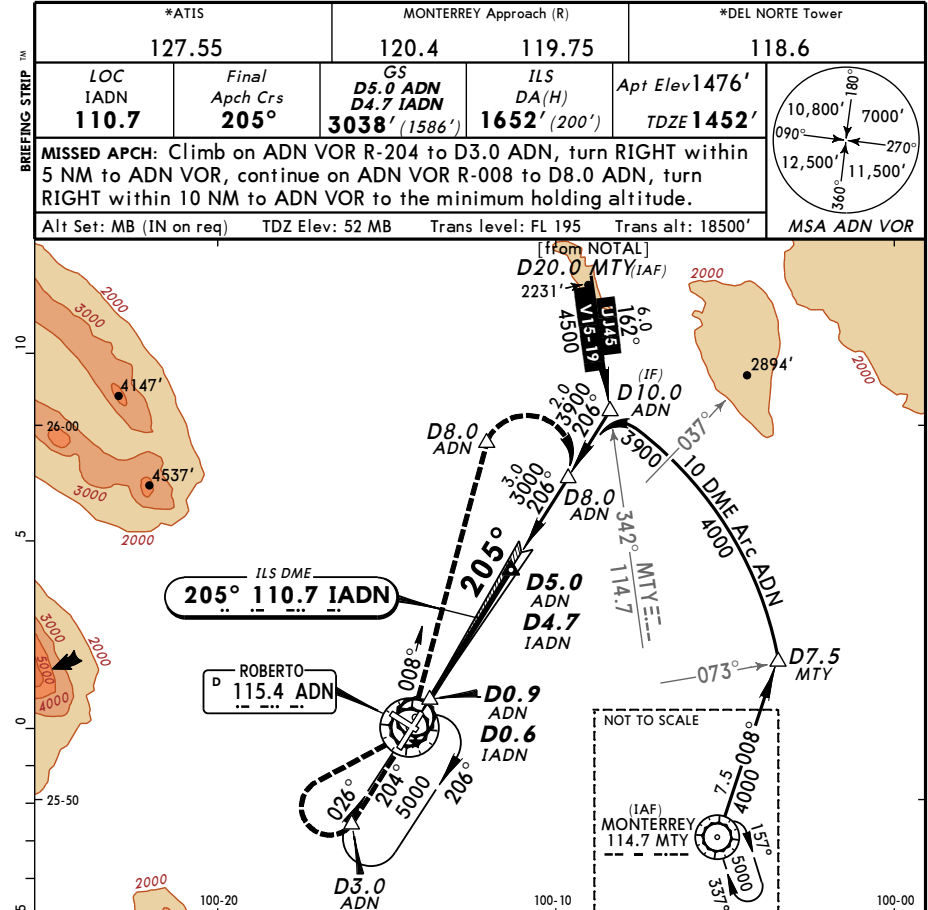 *ATIS
127.55
MONTERREY Approach (R)
120.4 119.75
*DEL NORTE Tower
118.6
BRIEFING STRIP ™
LOC
IADN
110.7
Final
Apch Crs
205°
GS
D5.0 ADN
D4.7 IADN
3038' (1586')
ILS
DA(H)
1652' (200')
Apt Elev 1476'
TDZE 1452'
180°
10,800' 7000'
090° 270°
12,500' 11,500'
360°
MSA ADN VOR
MISSED APCH: Climb on ADN VOR R-204 to D3.0 ADN, turn RIGHT within
5 NM to ADN VOR, continue on ADN VOR R-008 to D8.0 ADN, turn
RIGHT within 10 NM to ADN VOR to the minimum holding altitude.
Alt Set: MB (IN on req) TDZ Elev: 52 MB Trans level: FL 195 Trans alt: 18500'
[from NOTAL]
D20.0 MTY (IAF)
2231'
2000
2000
3000
2000
4500
V15-19
UJ45
6.0
162°
10
4147'
2894'
2000
(IF)
D10.0
ADN
2.0
3900
206°
26-00
D8.0
ADN
3900
037°
4537'
3000
2000
3.0
3000
206°
D8.0
ADN
10 DME Arc ADN
4000
5
205°
342° MTY
114.7
ILS DME
205° 110.7 IADN
D5.0
ADN
D4.7
IADN
3000
2000
5000
4000
008°
073°
D7.5
MTY
ROBERTO
D 115.4 ADN
D0.9
ADN
D0.6
IADN
NOT TO SCALE
0
008°
7.5
4000
026°
204°
5000
206°
25-50
(IAF)
MONTERREY
114.7 MTY
157°
5000
337°
D3.0
ADN
2000
5
100-20
100-10
100-00